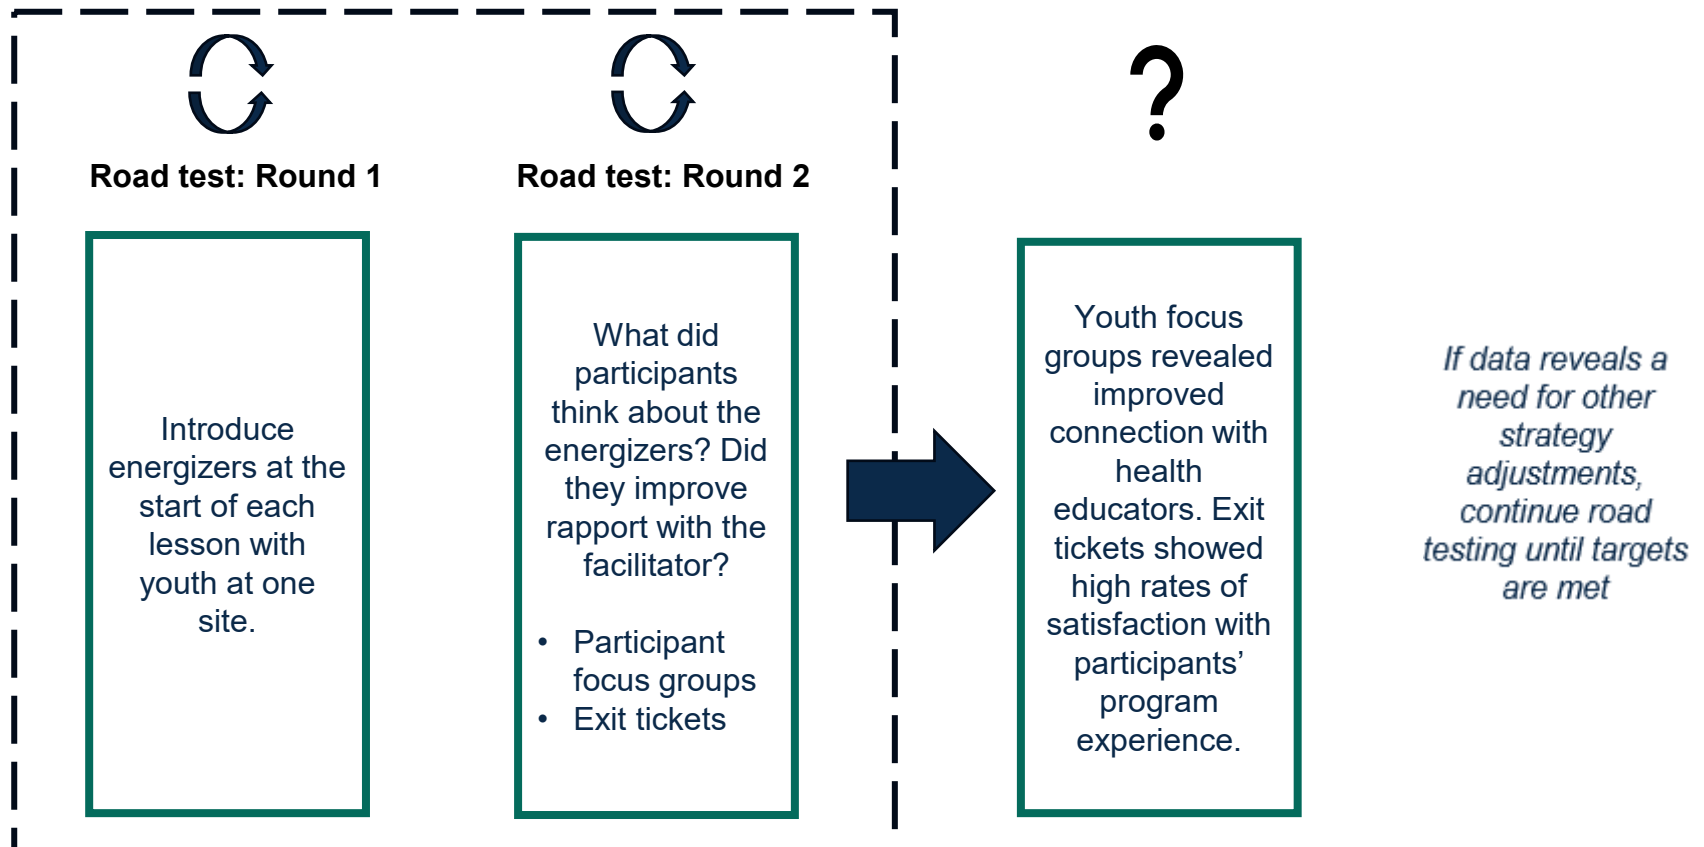 Road test: Round 1
Road test: Round 2
?
Introduce
energizers at the
start of each
lesson with
youth at one
site.
What did
participants
think about the
energizers? Did
they improve
rapport with the
facilitator?
• Participant
focus groups
• Exit tickets
Youth focus
groups revealed
improved
connection with
health
educators. Exit
tickets showed
high rates of
satisfaction with
participants’
program
experience.
If data reveals a
need for other
strategy
adjustments,
continue road
testing until targets
are met